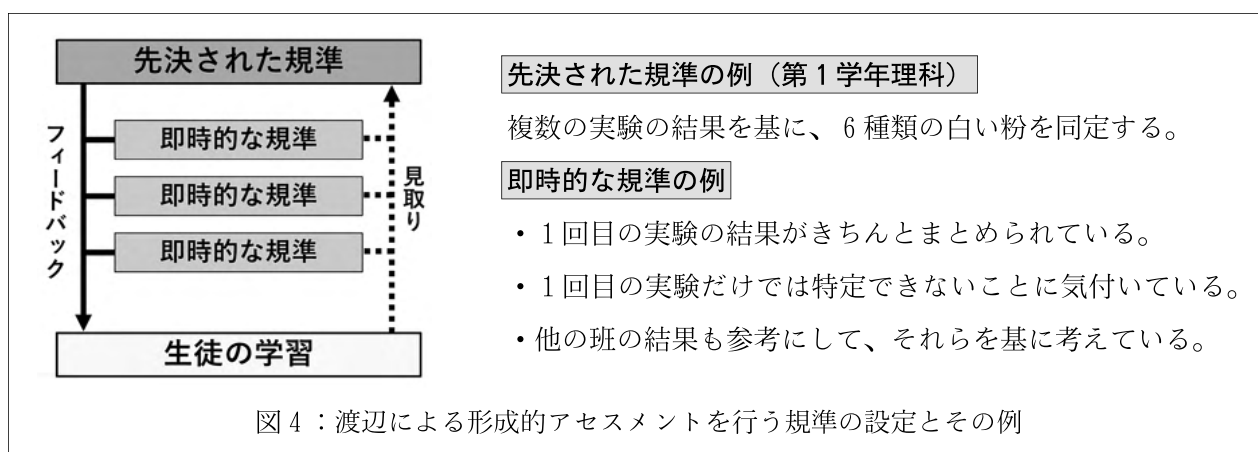 先決された規準
フィードバック
即時的な規準
即時的な規準
即時的な規準
見取り
生徒の学習
先決された規準の例（第1学年理科）
複数の実験の結果を基に、6種類の白い粉を同定する。
即時的な規準の例
・1回目の実験の結果がきちんとまとめられている。
・1回目の実験だけでは特定できないことに気付いている。
・他の班の結果も参考にして、それらを基に考えている。
図4：渡辺による形成的アセスメントを行う規準の設定とその例